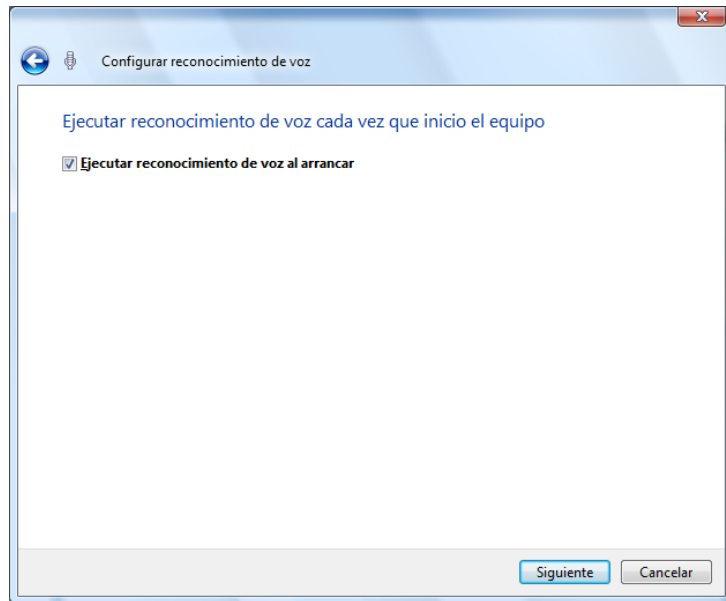 Configurar reconocimiento de voz
Ejecutar reconocimiento de voz cada vez que inicio el equipo
Ejecutar reconocimiento de voz al arrancar
Siguiente
Cancelar